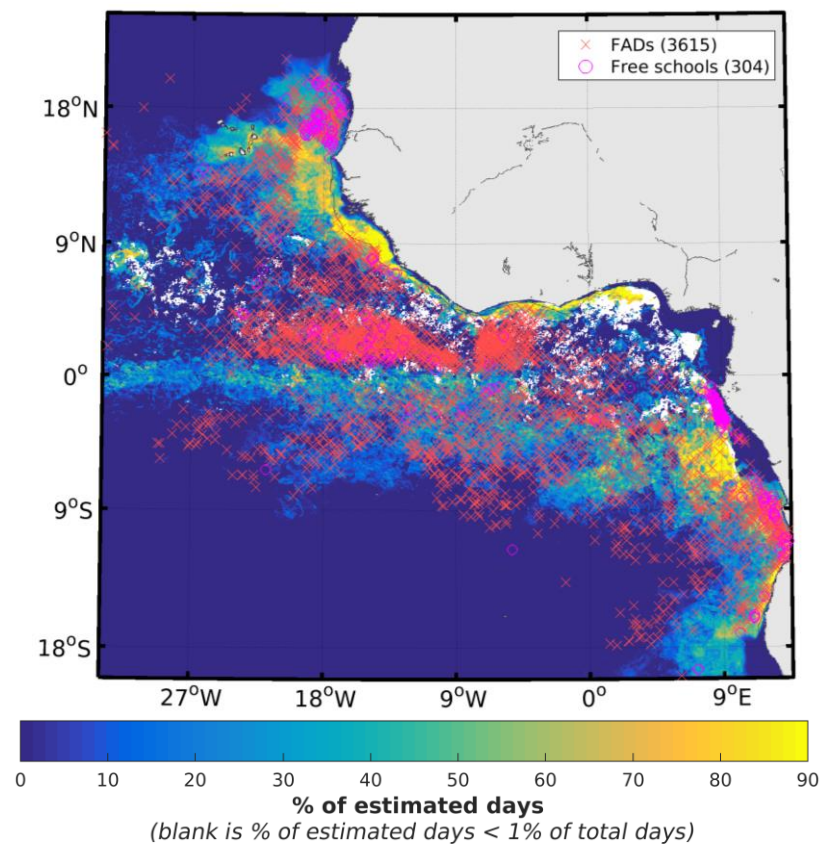 FADs (3615)
Free schools (304)
18°N
9°N
0°
9°S
18°S
27°W 18°W 9°W 0° 9°E
0 10 20 30 40 50 60 70 80 90
% of estimated days
(blank is % of estimated days < 1% of total days)